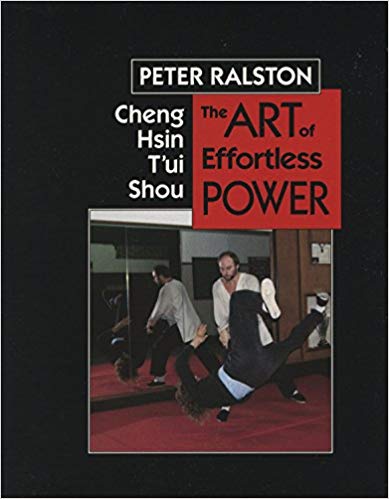 PETER RALSTON
Cheng
Hsin
T'ui
Shou
The ART of
Effortless
POWER